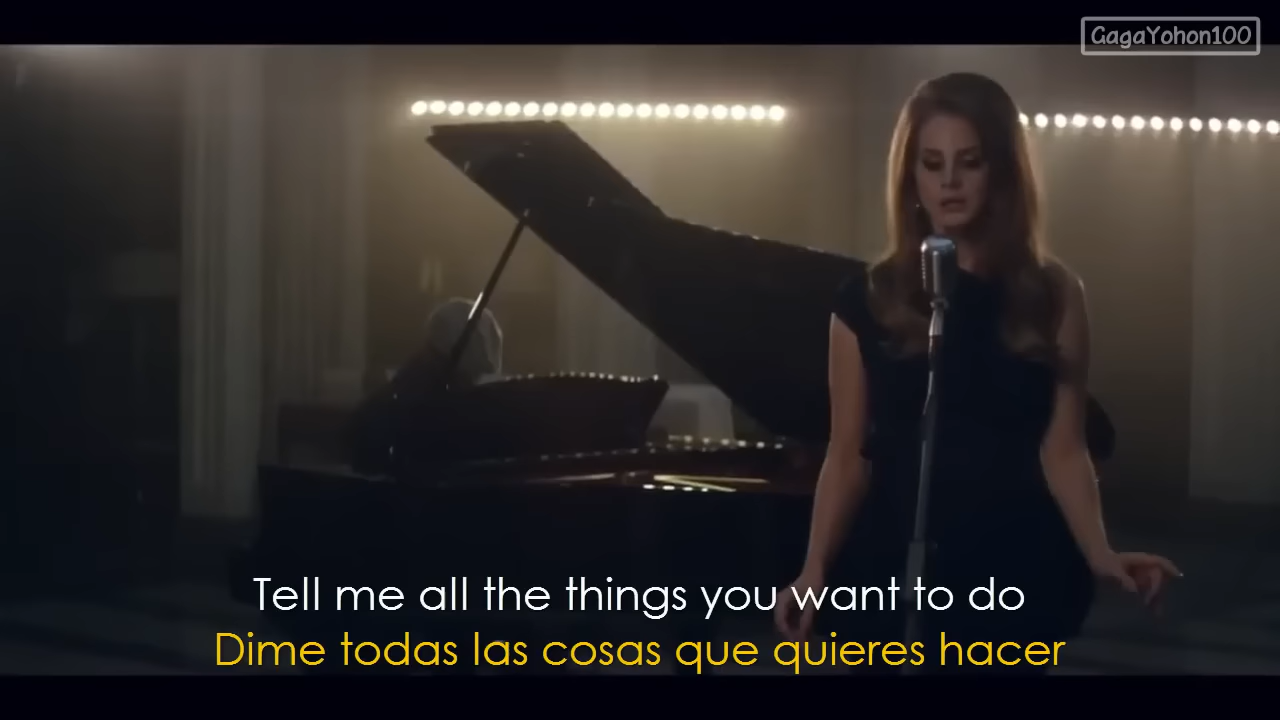 GagaYohon100
Tell me all the things you want to do
Dime todas las cosas que quieres hacer